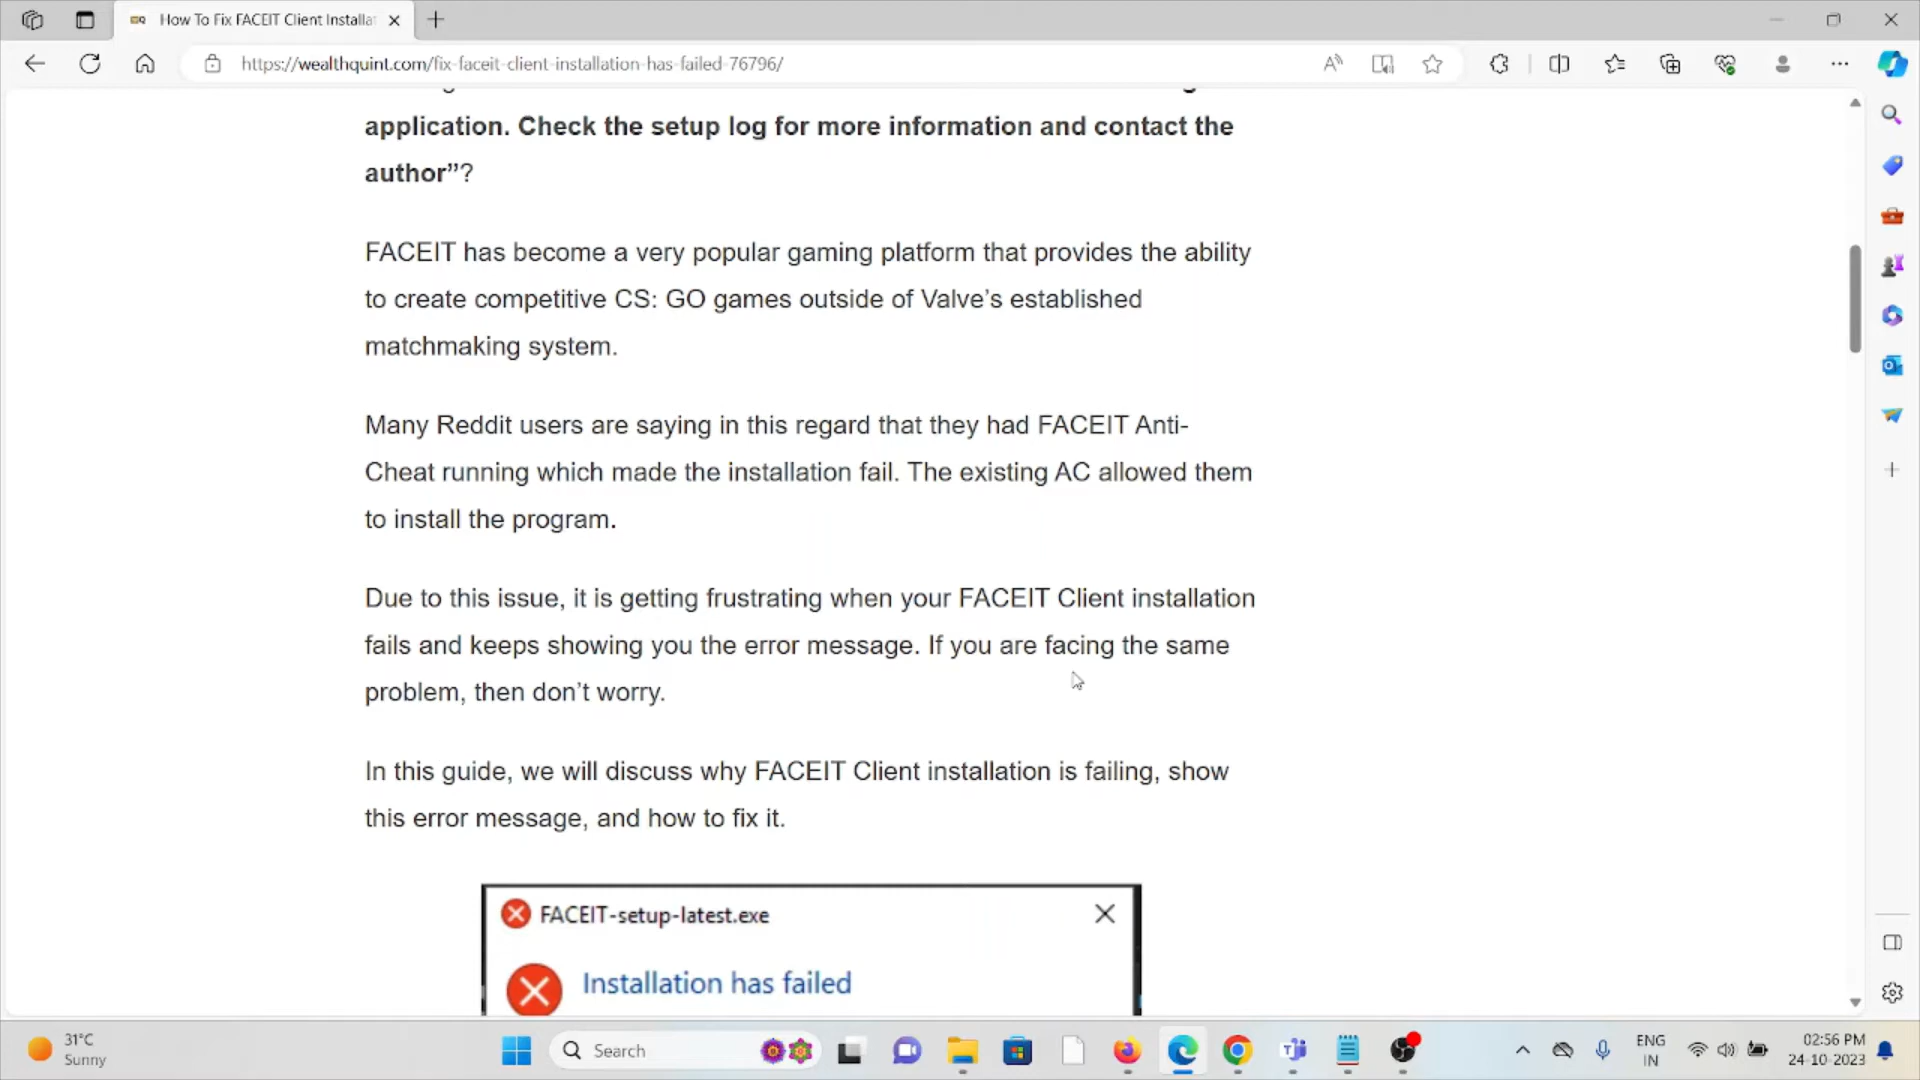 How To Fix FACEIT Client Installat
https://wealthquint.com/fix-faceit-client-installation-has-failed-76796/
application. Check the setup log for more information and contact the
author”?
FACEIT has become a very popular gaming platform that provides the ability
to create competitive CS: GO games outside of Valve’s established
matchmaking system.
Many Reddit users are saying in this regard that they had FACEIT Anti-
Cheat running which made the installation fail. The existing AC allowed them
to install the program.
Due to this issue, it is getting frustrating when your FACEIT Client installation
fails and keeps showing you the error message. If you are facing the same
problem, then don’t worry.
In this guide, we will discuss why FACEIT Client installation is failing, show
this error message, and how to fix it.
FACEIT-setup-latest.exe
Installation has failed
31°C
Sunny
Search
ENG
IN
02:56 PM
24-10-2023